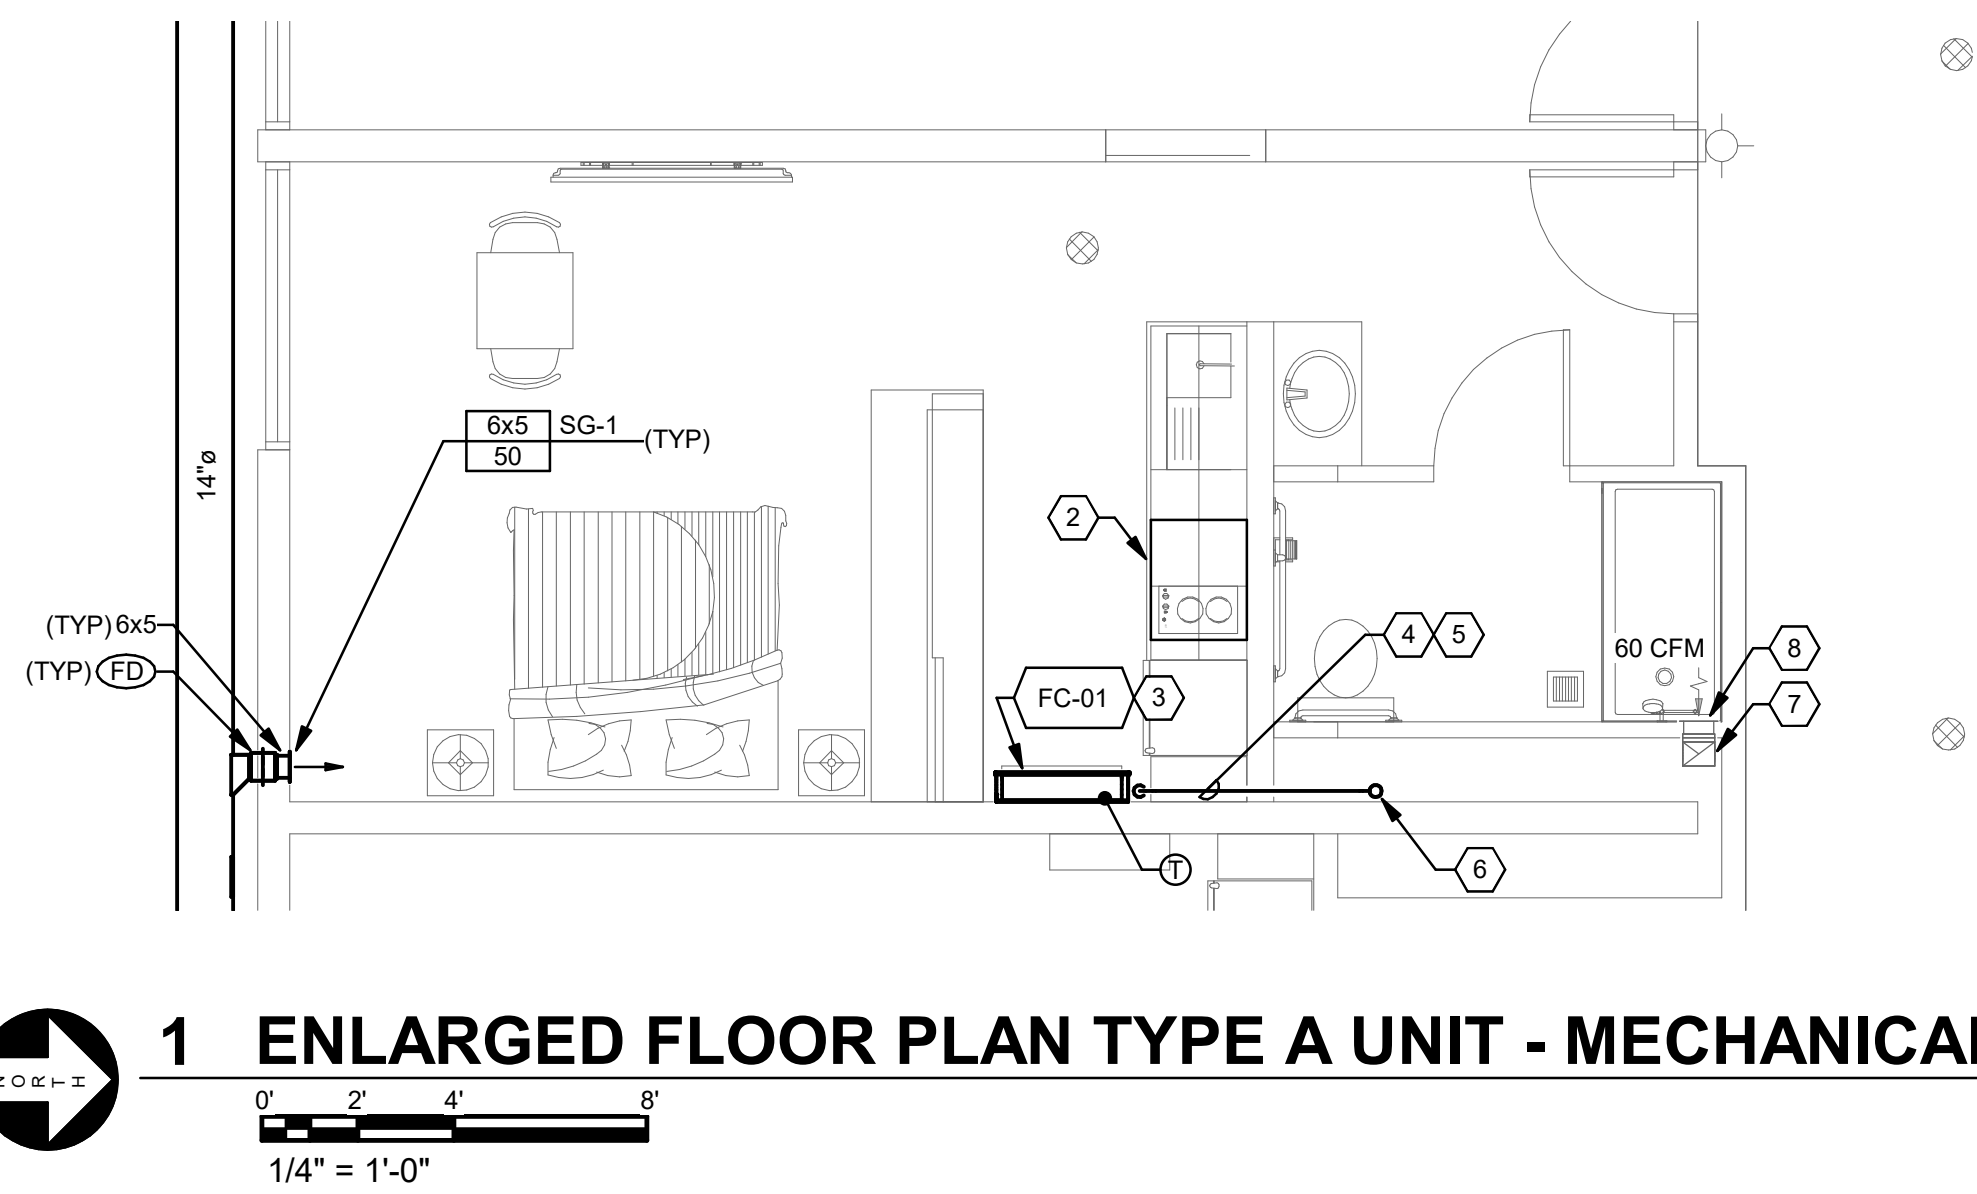 14"ø
6x5
50
SG-1
(TYP)
(TYP) 6x5
(TYP) FD
2
4 5
FC-01 3
60 CFM
8
7
6
T
NORTH
1 ENLARGED FLOOR PLAN TYPE A UNIT - MECHANICAL
0' 2' 4' 8'
1/4" = 1'-0"